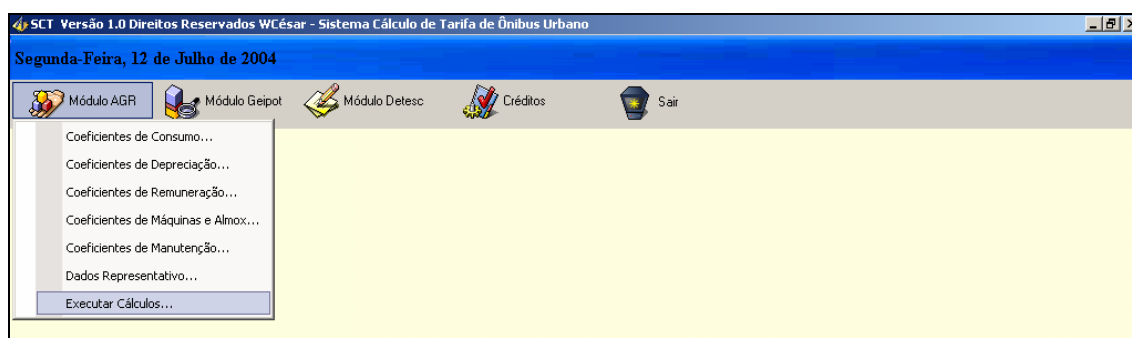 SCT Versão 1.0 Direitos Reservados WCésar - Sistema Cálculo de Tarifa de Ônibus Urbano
Segunda-Feira, 12 de Julho de 2004
Módulo AGR Módulo Geipot Módulo Detesc Créditos Sair
Coeficientes de Consumo...
Coeficientes de Depreciação...
Coeficientes de Remuneração...
Coeficientes de Máquinas e Almox...
Coeficientes de Manutenção...
Dados Representativo...
Executar Cálculos...